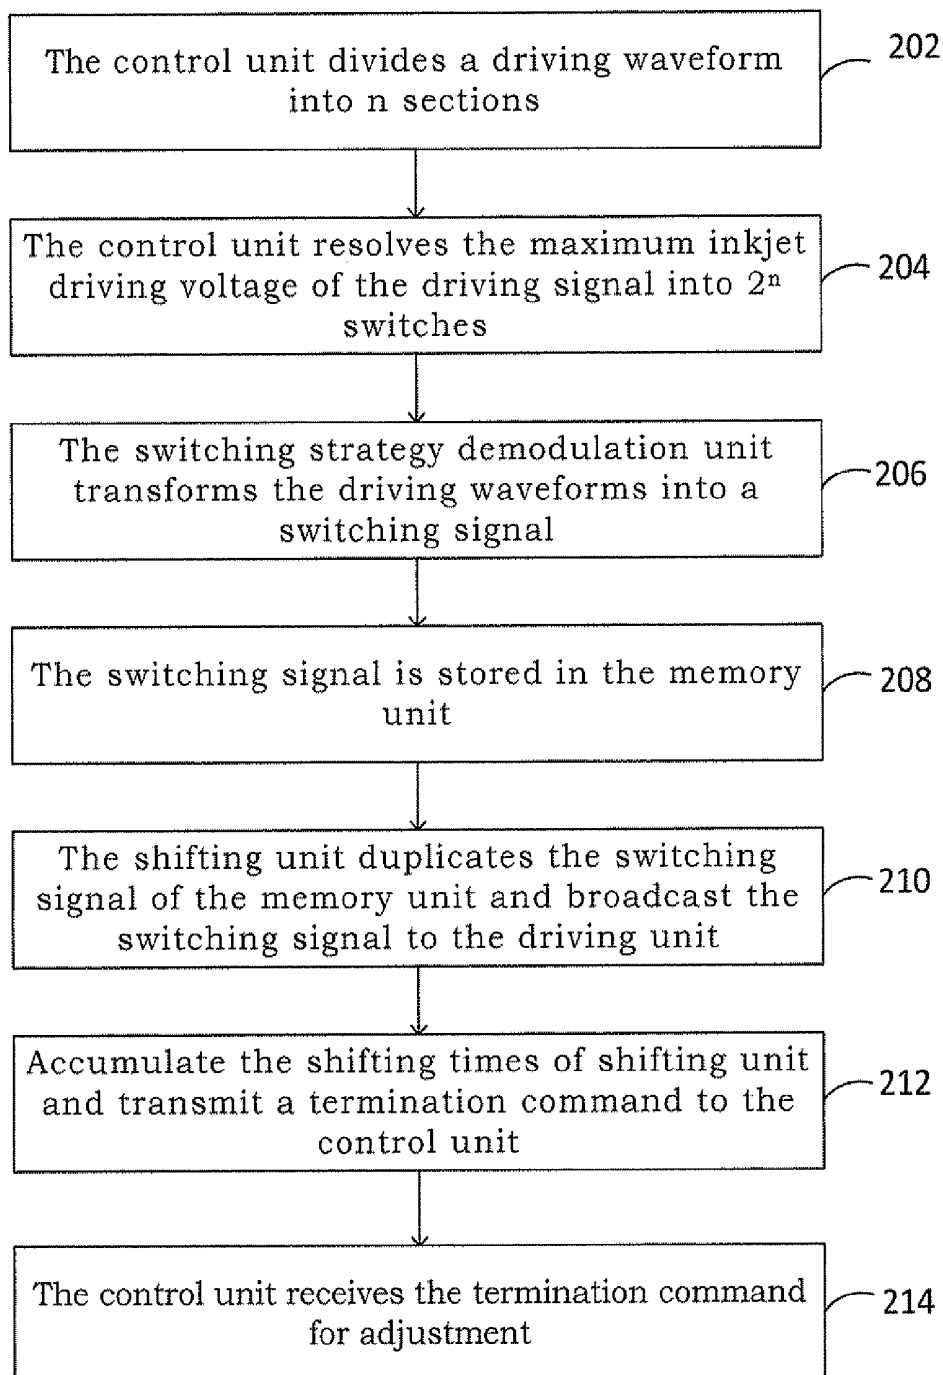 The control unit divides a driving waveform
into n sections
202
The control unit resolves the maximum inkjet
driving voltage of the driving signal into 2ⁿ
switches
204
The switching strategy demodulation unit
transforms the driving waveforms into a
switching signal
206
The switching signal is stored in the memory
unit
208
The shifting unit duplicates the switching
signal of the memory unit and broadcast the
switching signal to the driving unit
210
Accumulate the shifting times of shifting unit
and transmit a termination command to the
control unit
212
The control unit receives the termination command
for adjustment
214